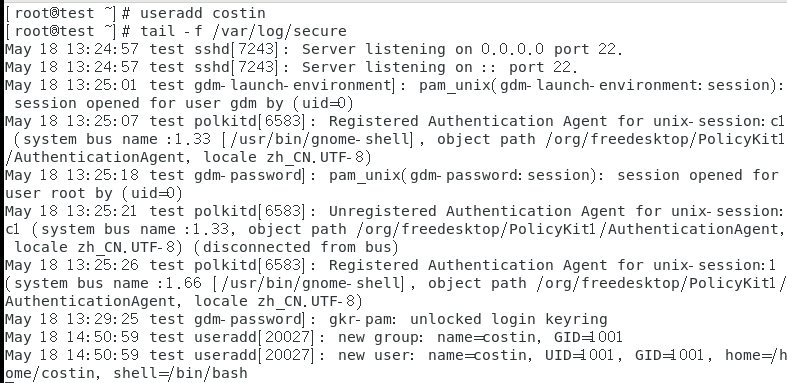 [root@test ~]# useradd costin
[root@test ~]# tail -f /var/log/secure
May 18 13:24:57 test sshd[7243]: Server listening on 0.0.0.0 port 22.
May 18 13:24:57 test sshd[7243]: Server listening on :: port 22.
May 18 13:25:01 test gdm-launch-environment]: pam_unix(gdm-launch-environment:session):
 session opened for user gdm by (uid=0)
May 18 13:25:07 test polkitd[6583]: Registered Authentication Agent for unix-session:c1
 (system bus name :1.33 [/usr/bin/gnome-shell], object path /org/freedesktop/PolicyKit1
/AuthenticationAgent, locale zh_CN.UTF-8)
May 18 13:25:18 test gdm-password]: pam_unix(gdm-password:session): session opened for
user root by (uid=0)
May 18 13:25:21 test polkitd[6583]: Unregistered Authentication Agent for unix-session:
c1 (system bus name :1.33, object path /org/freedesktop/PolicyKit1/AuthenticationAgent,
 locale zh_CN.UTF-8) (disconnected from bus)
May 18 13:25:26 test polkitd[6583]: Registered Authentication Agent for unix-session:1
(system bus name :1.66 [/usr/bin/gnome-shell], object path /org/freedesktop/PolicyKit1/
AuthenticationAgent, locale zh_CN.UTF-8)
May 18 13:29:25 test gdm-password]: gkr-pam: unlocked login keyring
May 18 14:50:59 test useradd[20027]: new group: name=costin, GID=1001
May 18 14:50:59 test useradd[20027]: new user: name=costin, UID=1001, GID=1001, home=/h
ome/costin, shell=/bin/bash